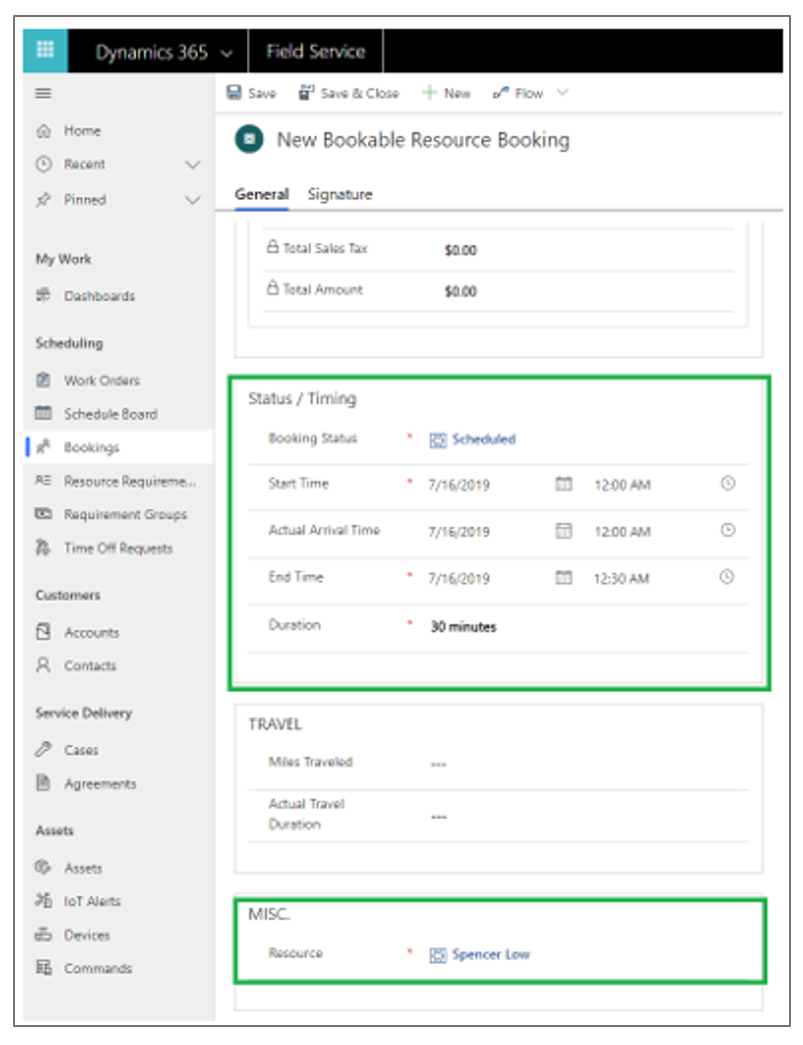 Dynamics 365 Field Service
Save Save & Close New Flow
Home
Recent
Pinned
My Work
Dashboards
Scheduling
Work Orders
Schedule Board
Bookings
Resource Requireme...
Requirement Groups
Time Off Requests
Customers
Accounts
Contacts
Service Delivery
Cases
Agreements
Assets
Assets
IoT Alerts
Devices
Commands
New Bookable Resource Booking
General Signature
Total Sales Tax $0.00
Total Amount $0.00
Status / Timing
Booking Status * Scheduled
Start Time * 7/16/2019 12:00 AM
Actual Arrival Time 7/16/2019 12:00 AM
End Time * 7/16/2019 12:30 AM
Duration * 30 minutes
TRAVEL
Miles Traveled ---
Actual Travel
Duration ---
MISC.
Resource * Spencer Low